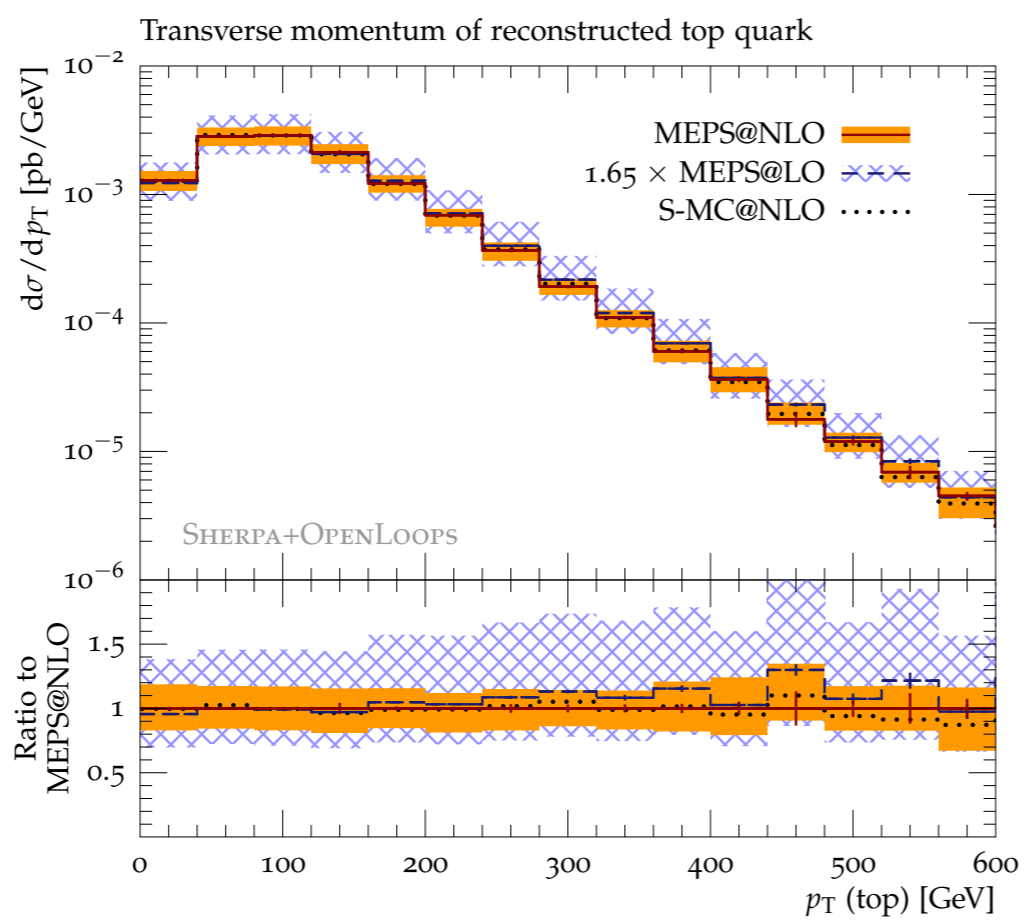 Transverse momentum of reconstructed top quark
dσ/dpT [pb/GeV]
10⁻²
10⁻³
10⁻⁴
10⁻⁵
10⁻⁶
MEPS@NLO
1.65 × MEPS@LO
S-MC@NLO
SHERPA+OPENLOOPS
Ratio to
MEPS@NLO
1.5
1
0.5
0 100 200 300 400 500 600
pT (top) [GeV]